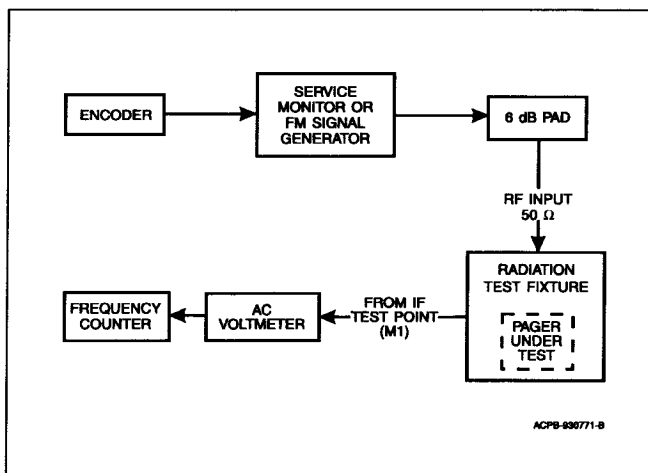 ENCODER
SERVICE
MONITOR OR
FM SIGNAL
GENERATOR
6 dB PAD
RF INPUT
50 Ω
RADIATION
TEST FIXTURE
PAGER
UNDER
TEST
FROM IF
TEST POINT
(M1)
AC
VOLTMETER
FREQUENCY
COUNTER
ACPB-930771-B